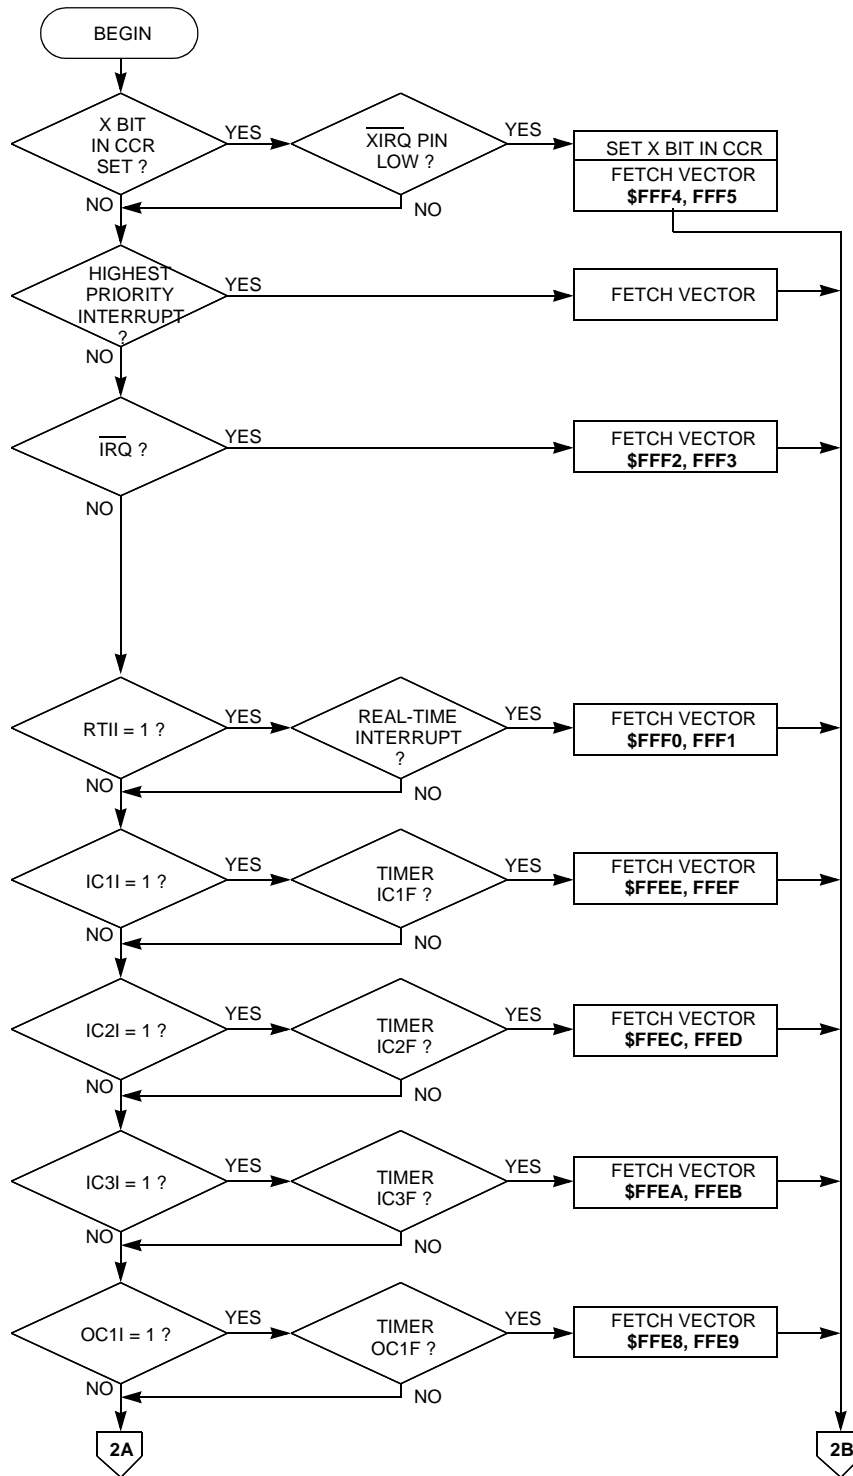 BEGIN
X BIT
IN CCR
SET ?
YES
XIRQ PIN
LOW ?
YES
SET X BIT IN CCR
FETCH VECTOR
$FFF4, FFF5
NO
NO
HIGHEST
PRIORITY
INTERRUPT
?
YES
FETCH VECTOR
NO
IRQ ?
YES
FETCH VECTOR
$FFF2, FFF3
NO
RTII = 1 ?
YES
REAL-TIME
INTERRUPT
?
YES
FETCH VECTOR
$FFF0, FFF1
NO
NO
IC1I = 1 ?
YES
TIMER
IC1F ?
YES
FETCH VECTOR
$FFEE, FFEF
NO
NO
IC2I = 1 ?
YES
TIMER
IC2F ?
YES
FETCH VECTOR
$FFEC, FFED
NO
NO
IC3I = 1 ?
YES
TIMER
IC3F ?
YES
FETCH VECTOR
$FFEA, FFEB
NO
NO
OC1I = 1 ?
YES
TIMER
OC1F ?
YES
FETCH VECTOR
$FFE8, FFE9
NO
NO
2A
2B